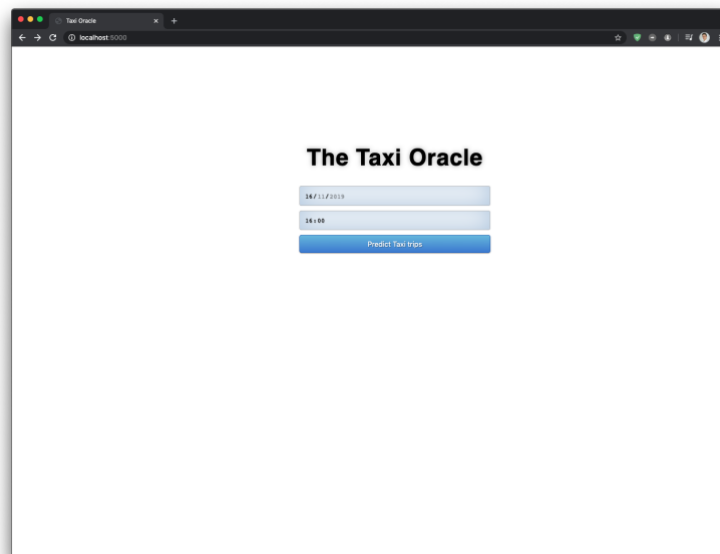 Taxi Oracle
localhost:5000
The Taxi Oracle
16/11/2019
16:00
Predict Taxi trips